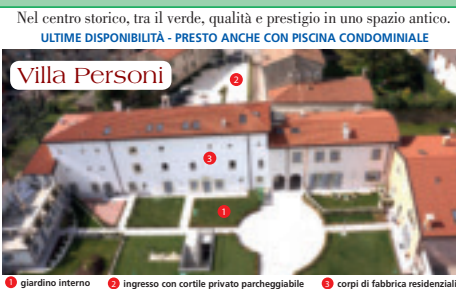 Nel centro storico, tra il verde, qualità e prestigio in uno spazio antico.
ULTIME DISPONIBILITÀ - PRESTO ANCHE CON PISCINA CONDOMINIALE
Villa Personi
2
3
1
1 giardino interno 2 ingresso con cortile privato parcheggiabile 3 corpi di fabbrica residenziali